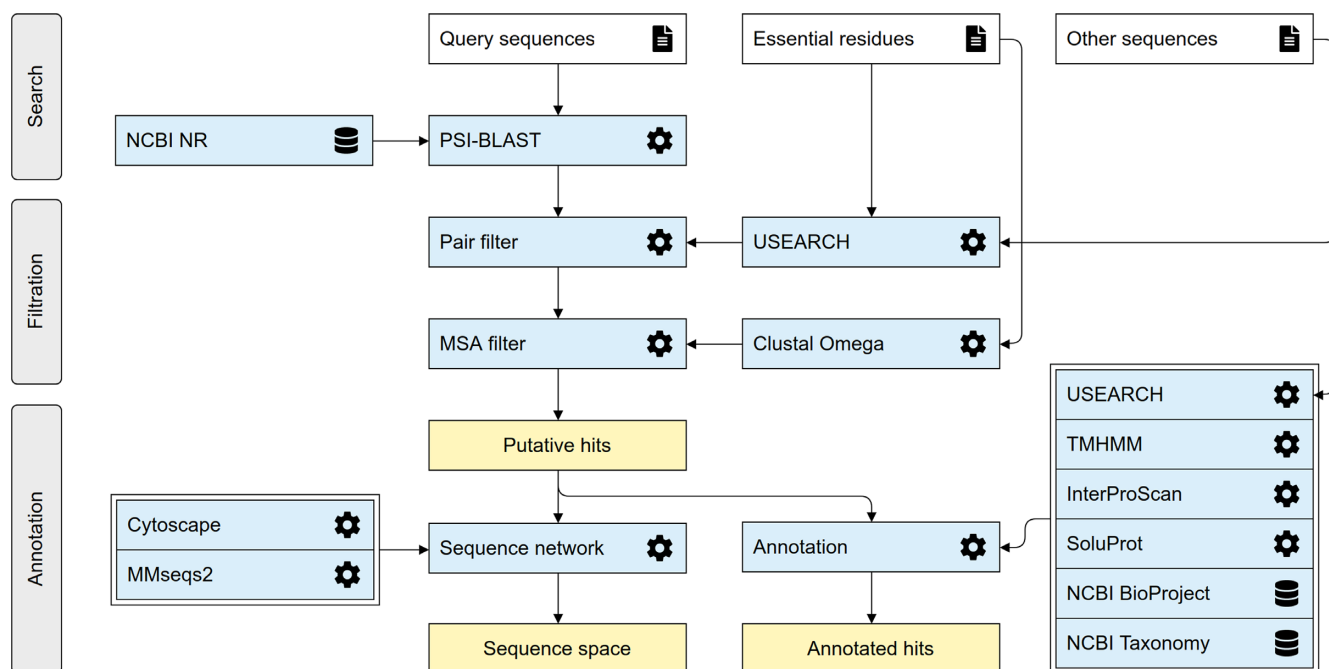 Search
Query sequences
Essential residues
Other sequences
NCBI NR
PSI-BLAST
Filtration
Pair filter
USEARCH
MSA filter
Clustal Omega
Annotation
Putative hits
USEARCH
TMHMM
InterProScan
SoluProt
NCBI BioProject
NCBI Taxonomy
Cytoscape
MMseqs2
Sequence network
Annotation
Sequence space
Annotated hits